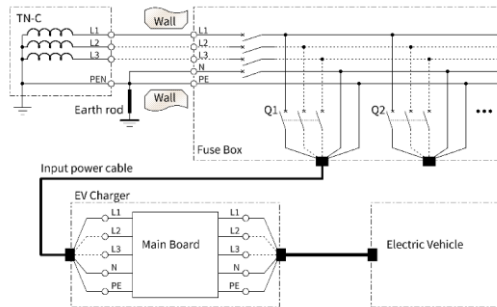 TN-C
L1
L2
L3
PEN
Earth rod
Wall
Wall
L1
L2
L3
N
PE
Q1
Q2
Fuse Box
Input power cable
EV Charger
L1
L2
L3
N
PE
Main Board
L1
L2
L3
N
PE
Electric Vehicle